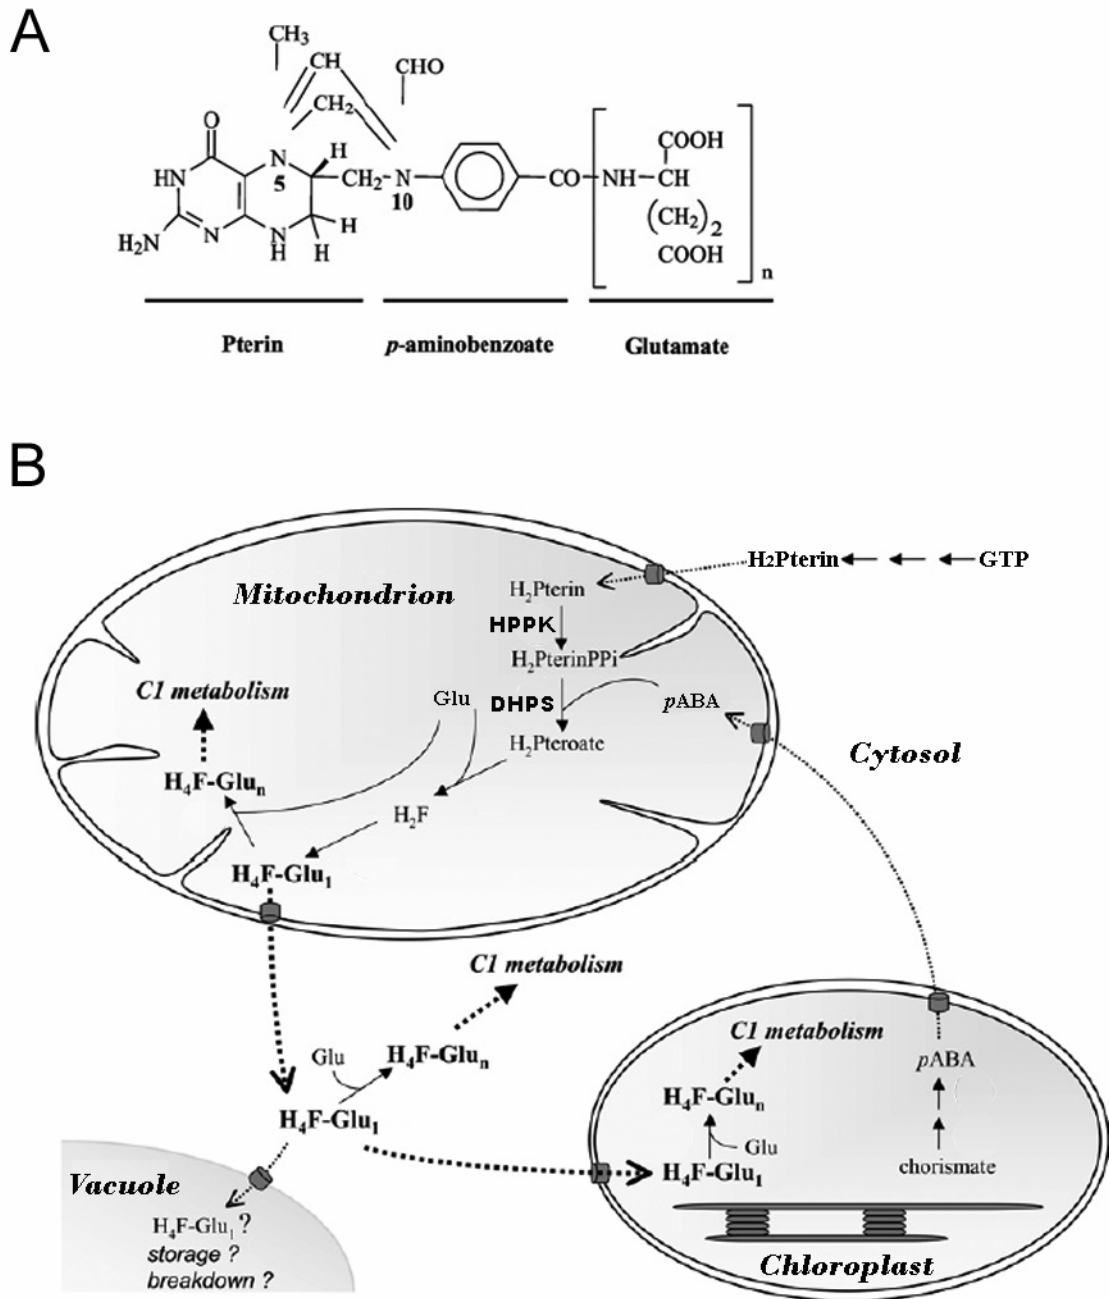 A
CH₃
CH
CHO
CH₂
O
COOH
HN
N
5
H
CH₂
N
10
CO
NH
CH
(CH₂)₂
H₂N
N
N
H
H
H
COOH
n
Pterin
p-aminobenzoate
Glutamate
B
H₂Pterin
GTP
Mitochondrion
H₂Pterin
HPPK
H₂PterinPPi
C1 metabolism
Glu
DHPS
pABA
H₂Pteroate
Cytosol
H₄F-Gluₙ
H₂F
H₄F-Glu₁
C1 metabolism
Glu
H₄F-Gluₙ
H₄F-Glu₁
C1 metabolism
pABA
H₄F-Gluₙ
Glu
H₄F-Glu₁
chorismate
Vacuole
H₄F-Glu₁ ?
storage ?
breakdown ?
Chloroplast